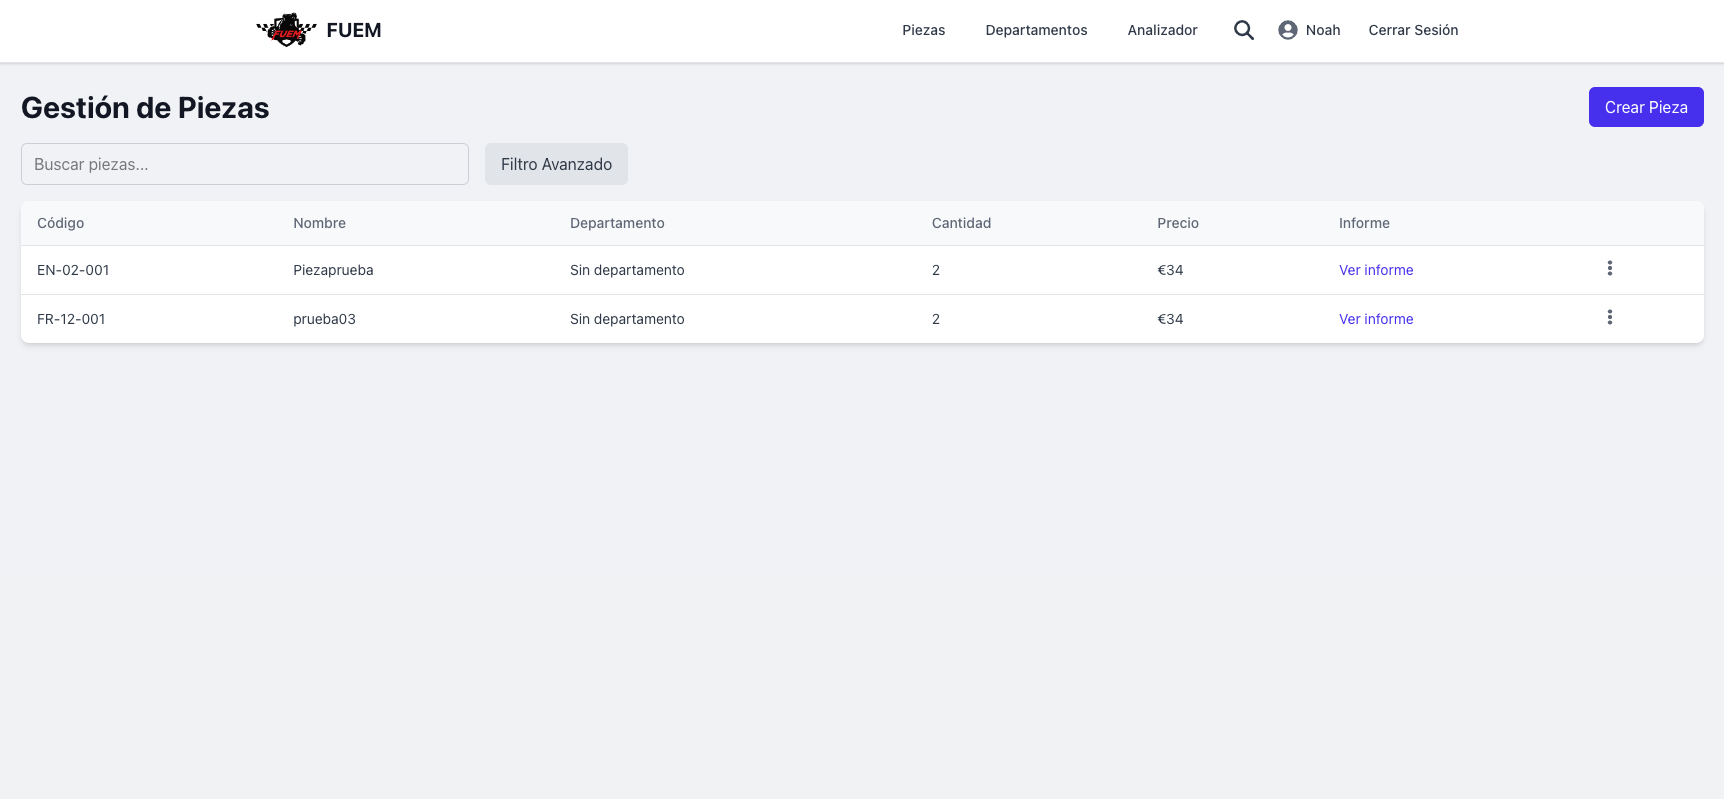 FUEM FUEM Piezas Departamentos Analizador Noah Cerrar Sesión
Gestión de Piezas Crear Pieza
Buscar piezas... Filtro Avanzado
Código Nombre Departamento Cantidad Precio Informe
EN-02-001 Piezaprueba Sin departamento 2 €34 Ver informe
FR-12-001 prueba03 Sin departamento 2 €34 Ver informe